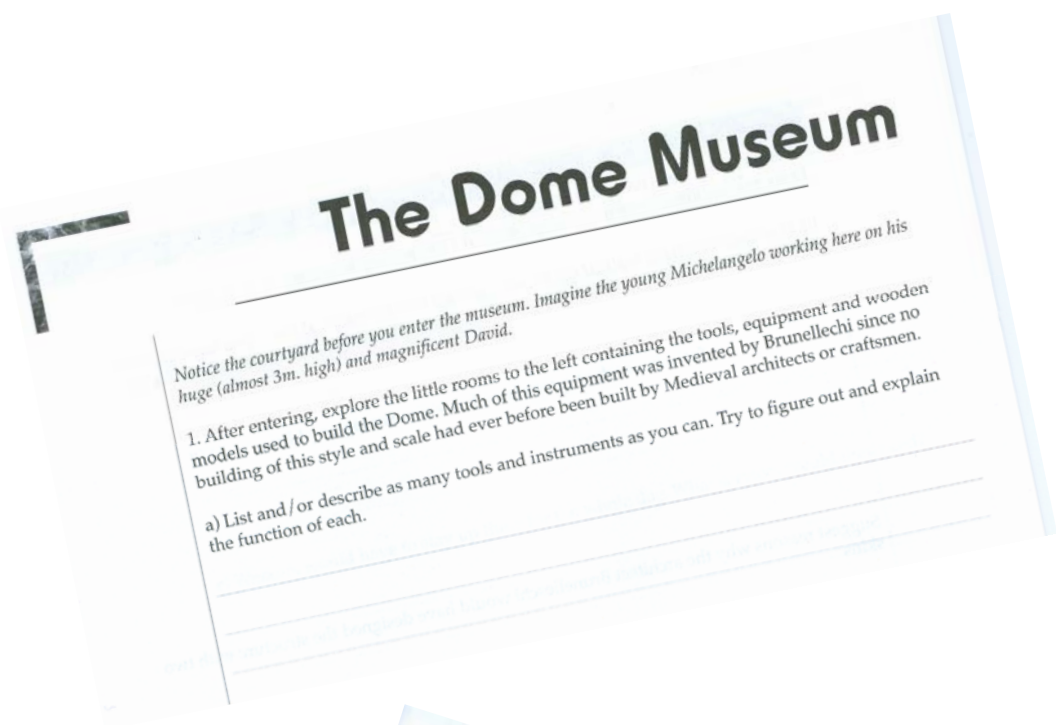 The Dome Museum
Notice the courtyard before you enter the museum. Imagine the young Michelangelo working here on his
huge (almost 3m. high) and magnificent David.
1. After entering, explore the little rooms to the left containing the tools, equipment and wooden
models used to build the Dome. Much of this equipment was invented by Brunellechi since no
building of this style and scale had ever before been built by Medieval architects or craftsmen.
a) List and/or describe as many tools and instruments as you can. Try to figure out and explain
the function of each.